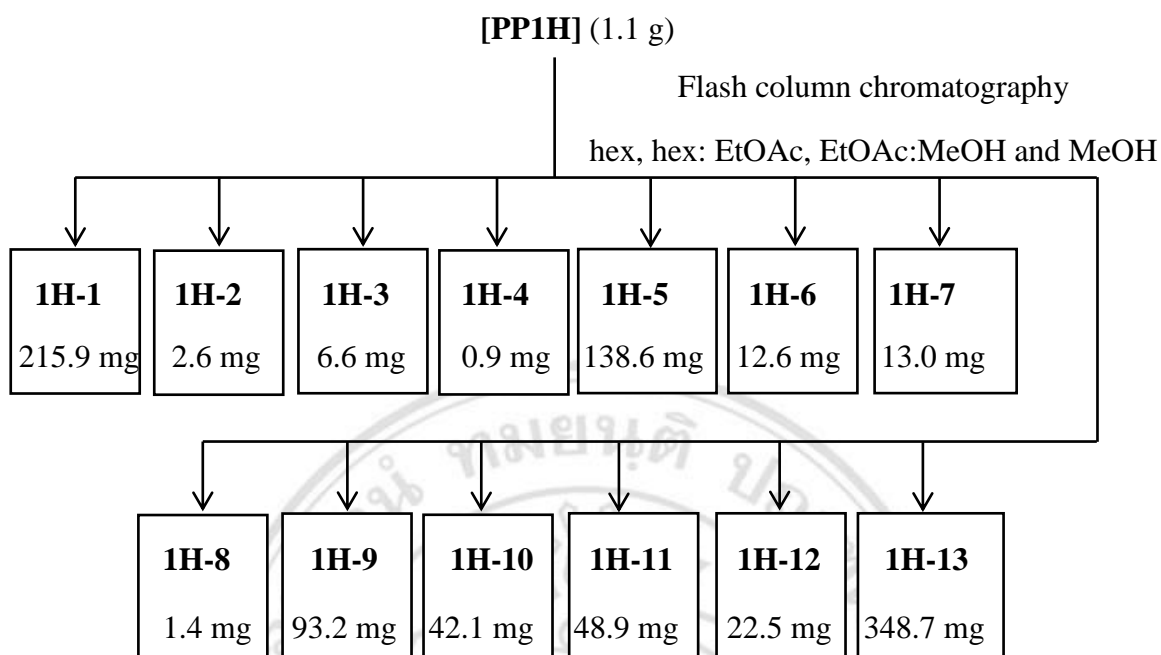 [PP1H] (1.1 g)
Flash column chromatography
hex, hex: EtOAc, EtOAc:MeOH and MeOH
1H-1 1H-2 1H-3 1H-4 1H-5 1H-6 1H-7
215.9 mg 2.6 mg 6.6 mg 0.9 mg 138.6 mg 12.6 mg 13.0 mg
1H-8 1H-9 1H-10 1H-11 1H-12 1H-13
1.4 mg 93.2 mg 42.1 mg 48.9 mg 22.5 mg 348.7 mg